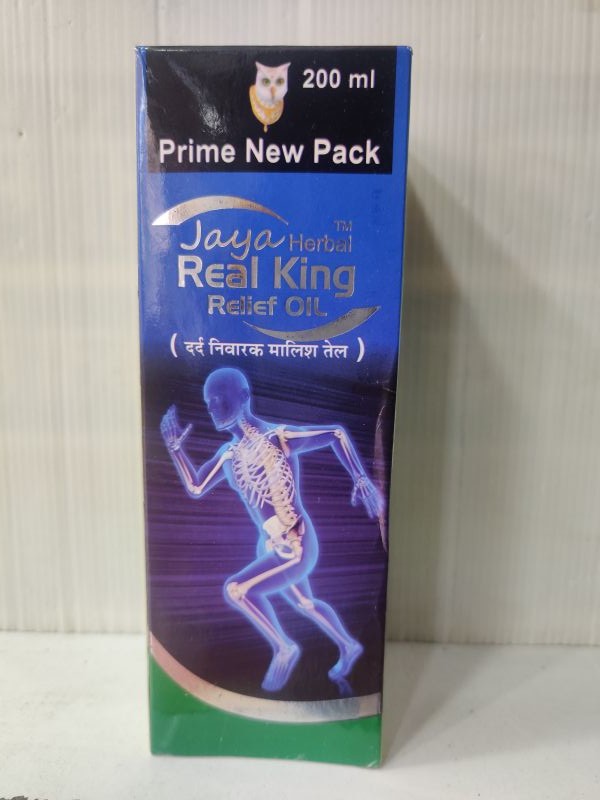 200 ml
Prime New Pack
Jaya Herbal TM
Real King
Relief OIL
( दर्द निवारक मालिश तेल )